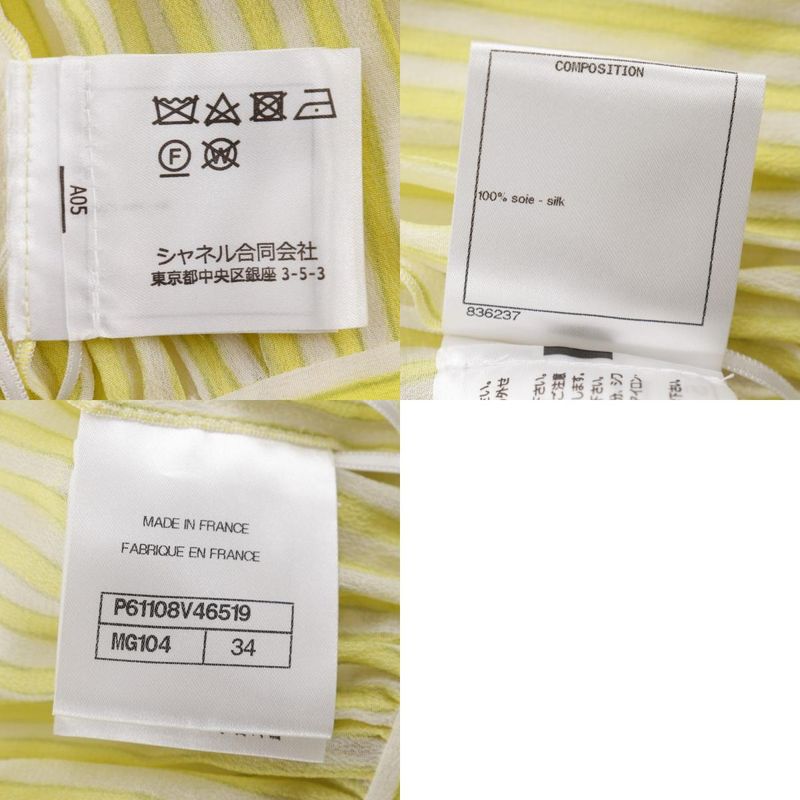 A05
F
W
シャネル合同会社
東京都中央区銀座 3-5-3
COMPOSITION
100% soie - silk
836237
MADE IN FRANCE
FABRIQUE EN FRANCE
P61108V46519
MG104 34